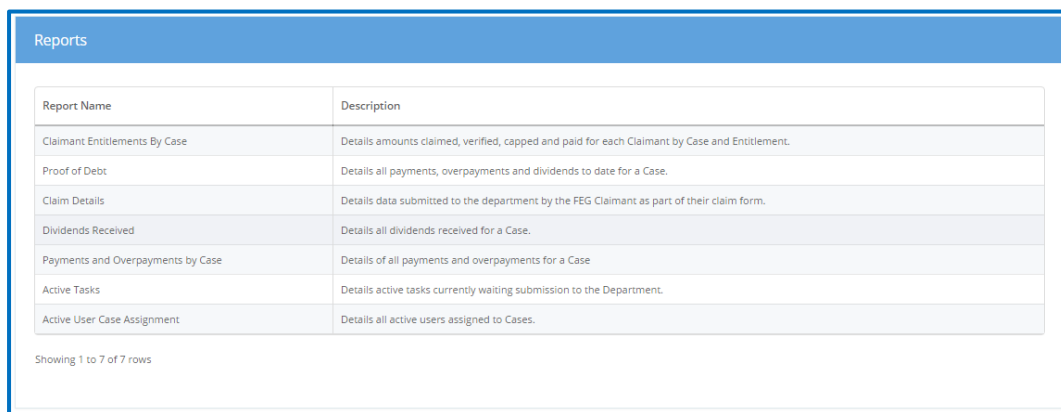 Reports
Report Name Description
Claimant Entitlements By Case Details amounts claimed, verified, capped and paid for each Claimant by Case and Entitlement.
Proof of Debt Details all payments, overpayments and dividends to date for a Case.
Claim Details Details data submitted to the department by the FEG Claimant as part of their claim form.
Dividends Received Details all dividends received for a Case.
Payments and Overpayments by Case Details of all payments and overpayments for a Case
Active Tasks Details active tasks currently waiting submission to the Department.
Active User Case Assignment Details all active users assigned to Cases.
Showing 1 to 7 of 7 rows